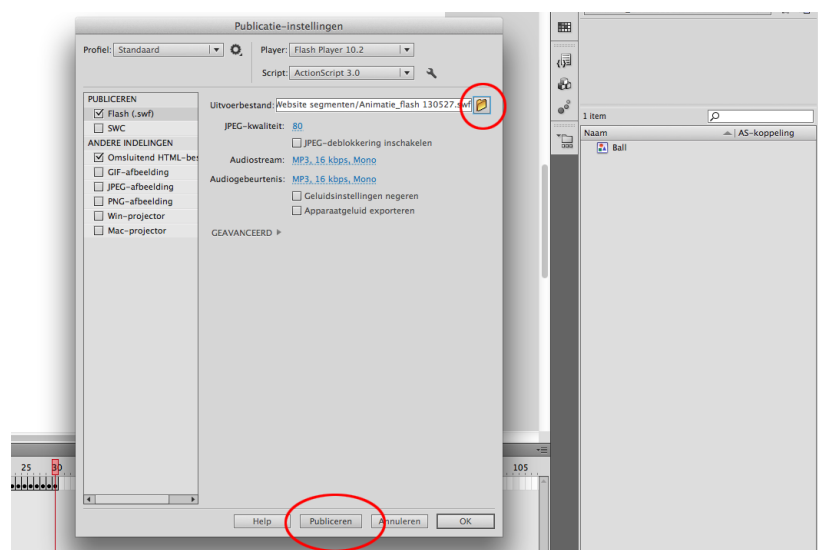 Publicatie-instellingen
Profiel: Standaard
Player: Flash Player 10.2
Script: ActionScript 3.0
PUBLICEREN
Flash (.swf)
SWC
ANDERE INDELINGEN
Omsluitend HTML-bes
GIF-afbeelding
JPEG-afbeelding
PNG-afbeelding
Win-projector
Mac-projector
Uitvoerbestand: Website segmenten/Animatie_flash 130527.swf
JPEG-kwaliteit: 80
JPEG-deblokkering inschakelen
Audiostream: MP3, 16 kbps, Mono
Audiogebeurtenis: MP3, 16 kbps, Mono
Geluidsinstellingen negeren
Apparaatgeluid exporteren
GEAVANCEERD
Help Publiceren Annuleren OK
1 item
Naam AS-koppeling
Ball
25 30 105